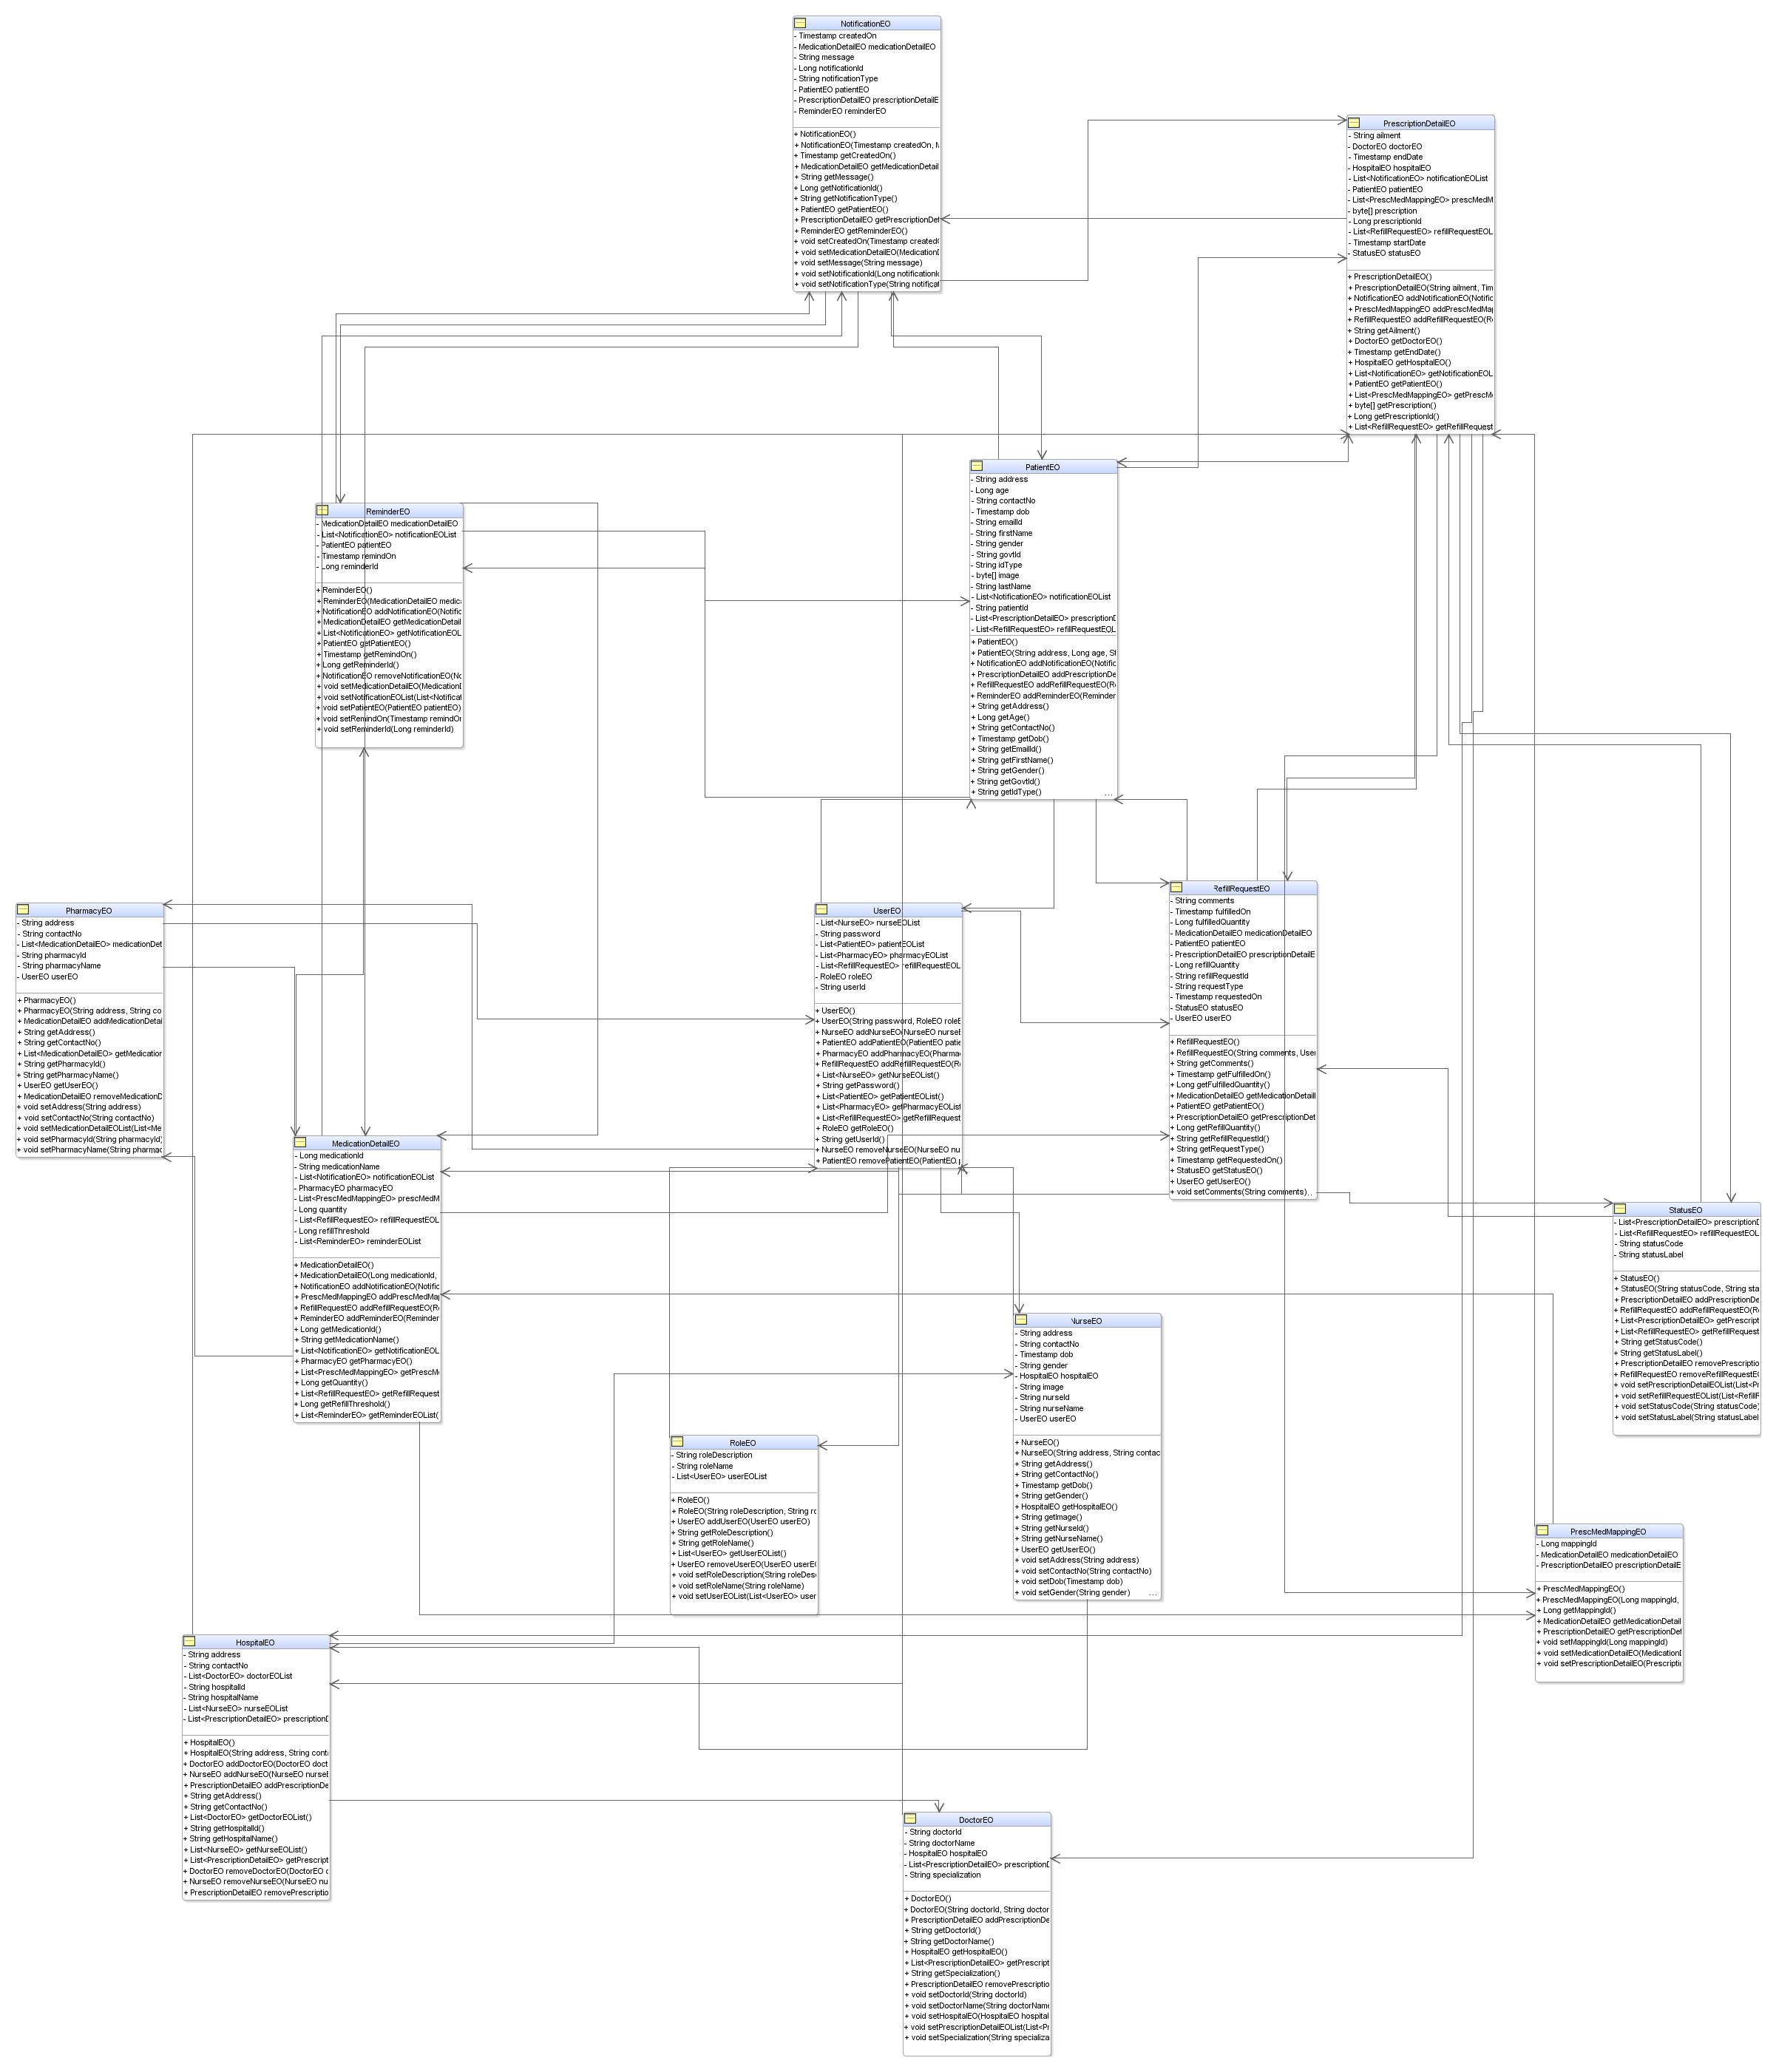 NotificationEO
- Timestamp createdOn
- MedicationDetailEO medicationDetailEO
- String message
- Long notificationId
- String notificationType
- PatientEO patientEO
- PrescriptionDetailEO prescriptionDetailE
- ReminderEO reminderEO
+ NotificationEO()
+ NotificationEO(Timestamp createdOn, M
+ Timestamp getCreatedOn()
+ MedicationDetailEO getMedicationDetail
+ String getMessage()
+ Long getNotificationId()
+ String getNotificationType()
+ PatientEO getPatientEO()
+ PrescriptionDetailEO getPrescriptionDet
+ ReminderEO getReminderEO()
+ void setCreatedOn(Timestamp created
+ void setMedicationDetailEO(Medication
+ void setMessage(String message)
+ void setNotificationId(Long notificationI
+ void setNotificationType(String notificat
PrescriptionDetailEO
- String ailment
- DoctorEO doctorEO
- Timestamp endDate
- HospitalEO hospitalEO
- List<NotificationEO> notificationEOList
- PatientEO patientEO
- List<PrescMedMappingEO> prescMedM
- byte[] prescription
- Long prescriptionId
- List<RefillRequestEO> refillRequestEOL
- Timestamp startDate
- StatusEO statusEO
+ PrescriptionDetailEO()
+ PrescriptionDetailEO(String ailment, Tim
+ NotificationEO addNotificationEO(Notific
+ PrescMedMappingEO addPrescMedMap
+ RefillRequestEO addRefillRequestEO(Re
+ String getAilment()
+ DoctorEO getDoctorEO()
+ Timestamp getEndDate()
+ HospitalEO getHospitalEO()
+ List<NotificationEO> getNotificationEOL
+ PatientEO getPatientEO()
+ List<PrescMedMappingEO> getPrescMe
+ byte[] getPrescription()
+ Long getPrescriptionId()
+ List<RefillRequestEO> getRefillRequest
PatientEO
- String address
- Long age
- String contactNo
- Timestamp dob
- String emailId
- String firstName
- String gender
- String govtId
- String idType
- byte[] image
- String lastName
- List<NotificationEO> notificationEOList
- String patientId
- List<PrescriptionDetailEO> prescriptionD
- List<RefillRequestEO> refillRequestEOL
+ PatientEO()
+ PatientEO(String address, Long age, St
+ NotificationEO addNotificationEO(Notific
+ PrescriptionDetailEO addPrescriptionDe
+ RefillRequestEO addRefillRequestEO(Re
+ ReminderEO addReminderEO(Reminder
+ String getAddress()
+ Long getAge()
+ String getContactNo()
+ Timestamp getDob()
+ String getEmailId()
+ String getFirstName()
+ String getGender()
+ String getGovtId()
+ String getIdType() ...
ReminderEO
- MedicationDetailEO medicationDetailEO
- List<NotificationEO> notificationEOList
- PatientEO patientEO
- Timestamp remindOn
- Long reminderId
+ ReminderEO()
+ ReminderEO(MedicationDetailEO medic
+ NotificationEO addNotificationEO(Notific
+ MedicationDetailEO getMedicationDetail
+ List<NotificationEO> getNotificationEOL
+ PatientEO getPatientEO()
+ Timestamp getRemindOn()
+ Long getReminderId()
+ NotificationEO removeNotificationEO(No
+ void setMedicationDetailEO(Medication
+ void setNotificationEOList(List<Notificat
+ void setPatientEO(PatientEO patientEO)
+ void setRemindOn(Timestamp remindOn
+ void setReminderId(Long reminderId)
PharmacyEO
- String address
- String contactNo
- List<MedicationDetailEO> medicationDet
- String pharmacyId
- String pharmacyName
- UserEO userEO
+ PharmacyEO()
+ PharmacyEO(String address, String co
+ MedicationDetailEO addMedicationDetai
+ String getAddress()
+ String getContactNo()
+ List<MedicationDetailEO> getMedication
+ String getPharmacyId()
+ String getPharmacyName()
+ UserEO getUserEO()
+ MedicationDetailEO removeMedicationD
+ void setAddress(String address)
+ void setContactNo(String contactNo)
+ void setMedicationDetailEOList(List<Me
+ void setPharmacyId(String pharmacyId)
+ void setPharmacyName(String pharmac
UserEO
- List<NurseEO> nurseEOList
- String password
- List<PatientEO> patientEOList
- List<PharmacyEO> pharmacyEOList
- List<RefillRequestEO> refillRequestEOL
- RoleEO roleEO
- String userId
+ UserEO()
+ UserEO(String password, RoleEO roleE
+ NurseEO addNurseEO(NurseEO nurseE
+ PatientEO addPatientEO(PatientEO patie
+ PharmacyEO addPharmacyEO(Pharmac
+ RefillRequestEO addRefillRequestEO(Re
+ List<NurseEO> getNurseEOList()
+ String getPassword()
+ List<PatientEO> getPatientEOList()
+ List<PharmacyEO> getPharmacyEOList
+ List<RefillRequestEO> getRefillRequest
+ RoleEO getRoleEO()
+ String getUserId()
+ NurseEO removeNurseEO(NurseEO nu
+ PatientEO removePatientEO(PatientEO p
RefillRequestEO
- String comments
- Timestamp fulfilledOn
- Long fulfilledQuantity
- MedicationDetailEO medicationDetailEO
- PatientEO patientEO
- PrescriptionDetailEO prescriptionDetailE
- Long refillQuantity
- String refillRequestId
- String requestType
- Timestamp requestedOn
- StatusEO statusEO
- UserEO userEO
+ RefillRequestEO()
+ RefillRequestEO(String comments, User
+ String getComments()
+ Timestamp getFulfilledOn()
+ Long getFulfilledQuantity()
+ MedicationDetailEO getMedicationDetail
+ PatientEO getPatientEO()
+ PrescriptionDetailEO getPrescriptionDet
+ Long getRefillQuantity()
+ String getRefillRequestId()
+ String getRequestType()
+ Timestamp getRequestedOn()
+ StatusEO getStatusEO()
+ UserEO getUserEO()
+ void setComments(String comments)...
MedicationDetailEO
- Long medicationId
- String medicationName
- List<NotificationEO> notificationEOList
- PharmacyEO pharmacyEO
- List<PrescMedMappingEO> prescMedM
- Long quantity
- List<RefillRequestEO> refillRequestEOL
- Long refillThreshold
- List<ReminderEO> reminderEOList
+ MedicationDetailEO()
+ MedicationDetailEO(Long medicationId,
+ NotificationEO addNotificationEO(Notific
+ PrescMedMappingEO addPrescMedMap
+ RefillRequestEO addRefillRequestEO(Re
+ ReminderEO addReminderEO(Reminder
+ Long getMedicationId()
+ String getMedicationName()
+ List<NotificationEO> getNotificationEOL
+ PharmacyEO getPharmacyEO()
+ List<PrescMedMappingEO> getPrescMe
+ Long getQuantity()
+ List<RefillRequestEO> getRefillRequest
+ Long getRefillThreshold()
+ List<ReminderEO> getReminderEOList(
StatusEO
- List<PrescriptionDetailEO> prescriptionD
- List<RefillRequestEO> refillRequestEOL
- String statusCode
- String statusLabel
+ StatusEO()
+ StatusEO(String statusCode, String sta
+ PrescriptionDetailEO addPrescriptionDe
+ RefillRequestEO addRefillRequestEO(Re
+ List<PrescriptionDetailEO> getPrescript
+ List<RefillRequestEO> getRefillRequest
+ String getStatusCode()
+ String getStatusLabel()
+ PrescriptionDetailEO removePrescriptio
+ RefillRequestEO removeRefillRequestE
+ void setPrescriptionDetailEOList(List<Pr
+ void setRefillRequestEOList(List<RefillR
+ void setStatusCode(String statusCode)
+ void setStatusLabel(String statusLabel
NurseEO
- String address
- String contactNo
- Timestamp dob
- String gender
- HospitalEO hospitalEO
- String image
- String nurseId
- String nurseName
- UserEO userEO
+ NurseEO()
+ NurseEO(String address, String contac
+ String getAddress()
+ String getContactNo()
+ Timestamp getDob()
+ String getGender()
+ HospitalEO getHospitalEO()
+ String getImage()
+ String getNurseId()
+ String getNurseName()
+ UserEO getUserEO()
+ void setAddress(String address)
+ void setContactNo(String contactNo)
+ void setDob(Timestamp dob)
+ void setGender(String gender) ...
RoleEO
- String roleDescription
- String roleName
- List<UserEO> userEOList
+ RoleEO()
+ RoleEO(String roleDescription, String ro
+ UserEO addUserEO(UserEO userEO)
+ String getRoleDescription()
+ String getRoleName()
+ List<UserEO> getUserEOList()
+ UserEO removeUserEO(UserEO userEO
+ void setRoleDescription(String roleDesc
+ void setRoleName(String roleName)
+ void setUserEOList(List<UserEO> user
PrescMedMappingEO
- Long mappingId
- MedicationDetailEO medicationDetailEO
- PrescriptionDetailEO prescriptionDetailE
+ PrescMedMappingEO()
+ PrescMedMappingEO(Long mappingId,
+ Long getMappingId()
+ MedicationDetailEO getMedicationDetail
+ PrescriptionDetailEO getPrescriptionDet
+ void setMappingId(Long mappingId)
+ void setMedicationDetailEO(Medication
+ void setPrescriptionDetailEO(Prescriptio
HospitalEO
- String address
- String contactNo
- List<DoctorEO> doctorEOList
- String hospitalId
- String hospitalName
- List<NurseEO> nurseEOList
- List<PrescriptionDetailEO> prescriptionD
+ HospitalEO()
+ HospitalEO(String address, String conta
+ DoctorEO addDoctorEO(DoctorEO doct
+ NurseEO addNurseEO(NurseEO nurseE
+ PrescriptionDetailEO addPrescriptionDe
+ String getAddress()
+ String getContactNo()
+ List<DoctorEO> getDoctorEOList()
+ String getHospitalId()
+ String getHospitalName()
+ List<NurseEO> getNurseEOList()
+ List<PrescriptionDetailEO> getPrescript
+ DoctorEO removeDoctorEO(DoctorEO d
+ NurseEO removeNurseEO(NurseEO nu
+ PrescriptionDetailEO removePrescriptio
DoctorEO
- String doctorId
- String doctorName
- HospitalEO hospitalEO
- List<PrescriptionDetailEO> prescriptionD
- String specialization
+ DoctorEO()
+ DoctorEO(String doctorId, String doctor
+ PrescriptionDetailEO addPrescriptionDe
+ String getDoctorId()
+ String getDoctorName()
+ HospitalEO getHospitalEO()
+ List<PrescriptionDetailEO> getPrescript
+ String getSpecialization()
+ PrescriptionDetailEO removePrescriptio
+ void setDoctorId(String doctorId)
+ void setDoctorName(String doctorName
+ void setHospitalEO(HospitalEO hospital
+ void setPrescriptionDetailEOList(List<Pr
+ void setSpecialization(String specializa